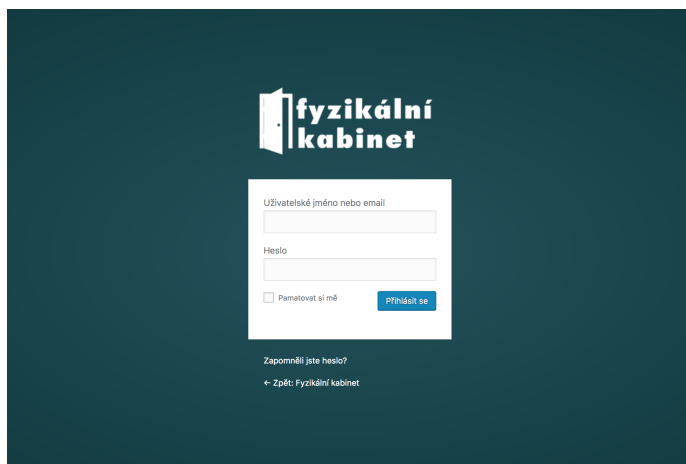 fyzikální
kabinet
Uživatelské jméno nebo email
Heslo
Pamatovat si mě
Přihlásit se
Zapomněli jste heslo?
← Zpět: Fyzikální kabinet